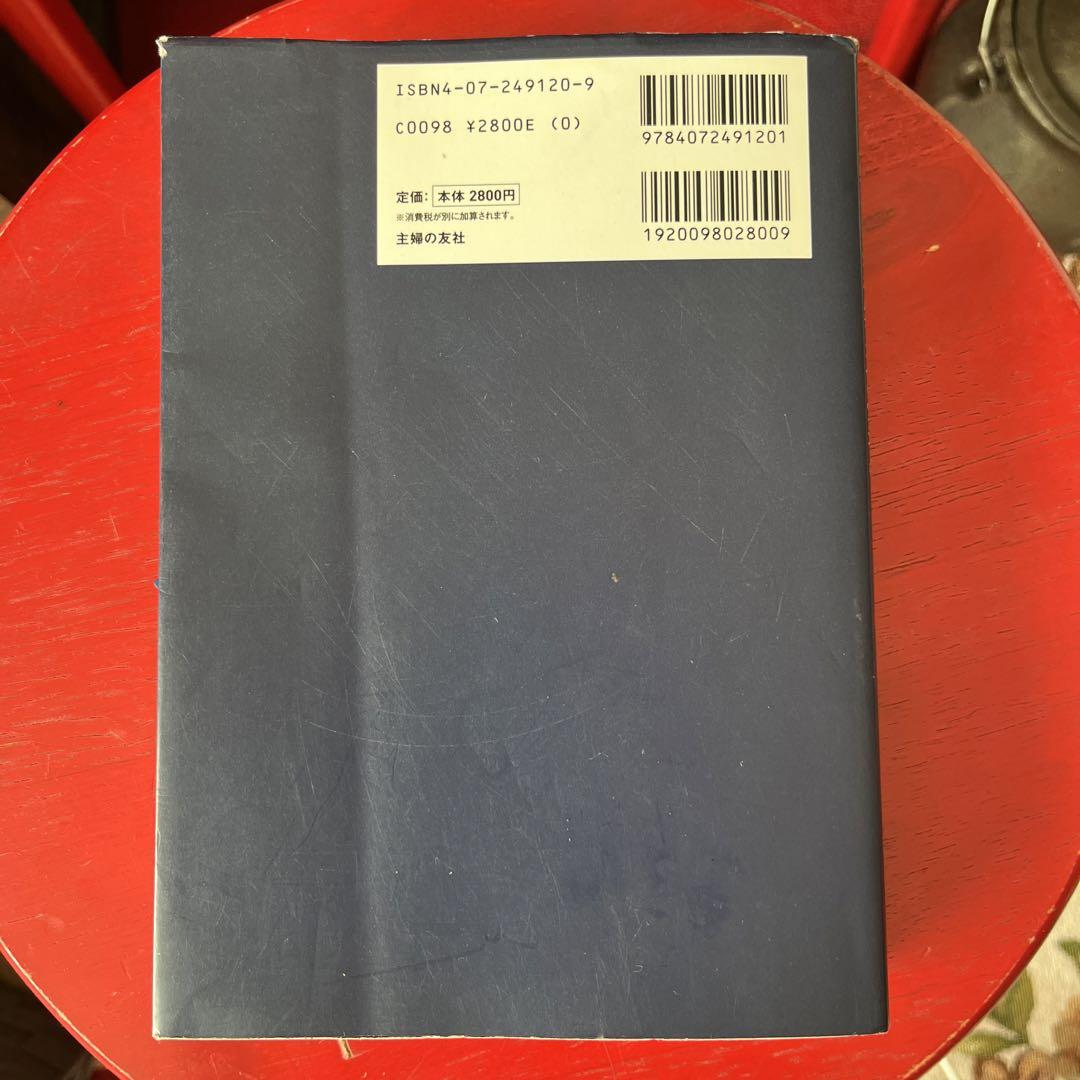 ISBN4-07-249120-9
C0098 ¥2800E (0)
9784072491201
定価: 本体 2800円
※消費税が別に加算されます。
主婦の友社
1920098028009